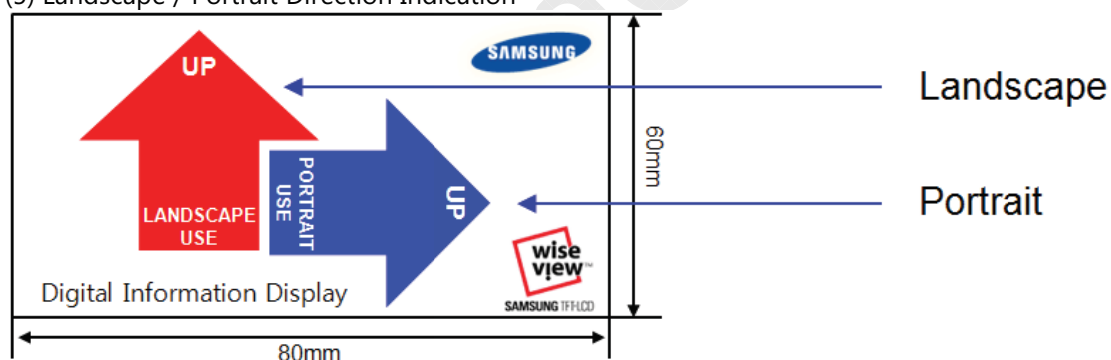 (5) Landscape / Portrait Direction Indication
UP
SAMSUNG
Landscape
60mm
PORTRAIT
USE
UP
Portrait
LANDSCAPE
USE
wise
view™
Digital Information Display
SAMSUNG TFT-LCD
80mm